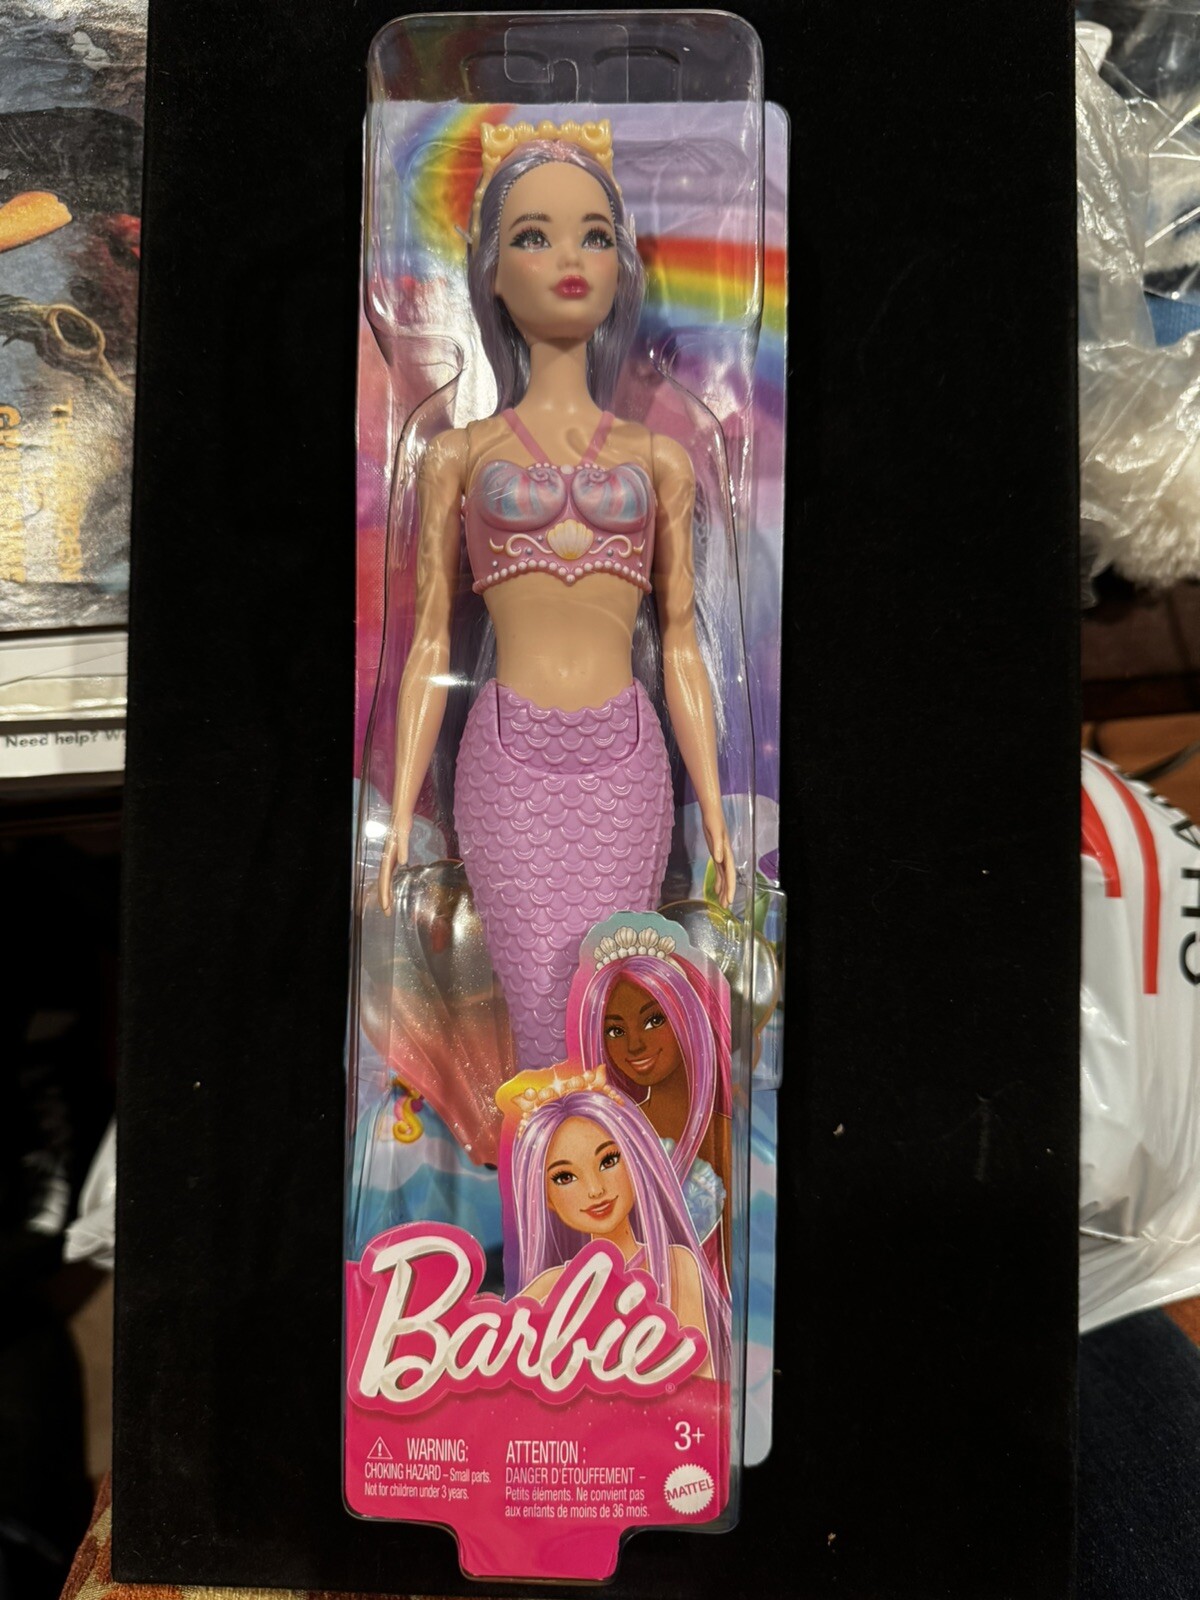 Barbie®
3+
WARNING:
CHOKING HAZARD – Small parts.
Not for children under 3 years.
ATTENTION :
DANGER D'ÉTOUFFEMENT –
Petits éléments. Ne convient pas
aux enfants de moins de 36 mois.
MATTEL
Need help?